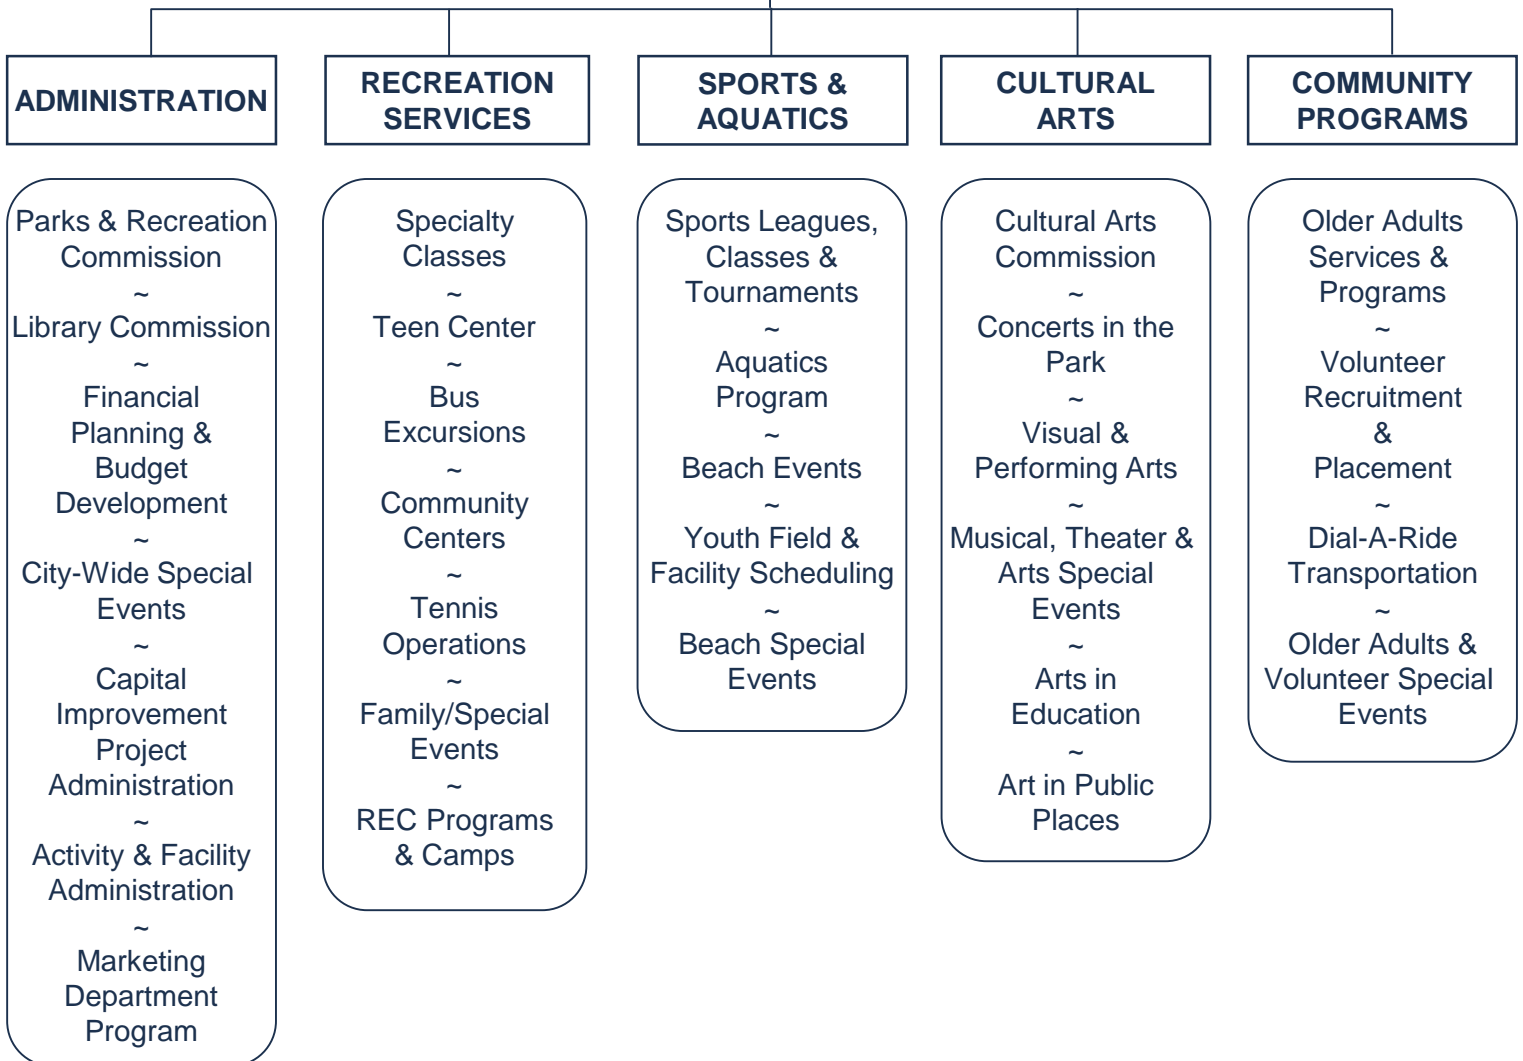 ADMINISTRATION
RECREATION
SERVICES
SPORTS &
AQUATICS
CULTURAL
ARTS
COMMUNITY
PROGRAMS
Parks & Recreation
Commission
~
Library Commission
~
Financial
Planning &
Budget
Development
~
City-Wide Special
Events
~
Capital
Improvement
Project
Administration
~
Activity & Facility
Administration
~
Marketing
Department
Program
Specialty
Classes
~
Teen Center
~
Bus
Excursions
~
Community
Centers
~
Tennis
Operations
~
Family/Special
Events
~
REC Programs
& Camps
Sports Leagues,
Classes &
Tournaments
~
Aquatics
Program
~
Beach Events
~
Youth Field &
Facility Scheduling
~
Beach Special
Events
Cultural Arts
Commission
~
Concerts in the
Park
~
Visual &
Performing Arts
~
Musical, Theater &
Arts Special
Events
~
Arts in
Education
~
Art in Public
Places
Older Adults
Services &
Programs
~
Volunteer
Recruitment
&
Placement
~
Dial-A-Ride
Transportation
~
Older Adults &
Volunteer Special
Events